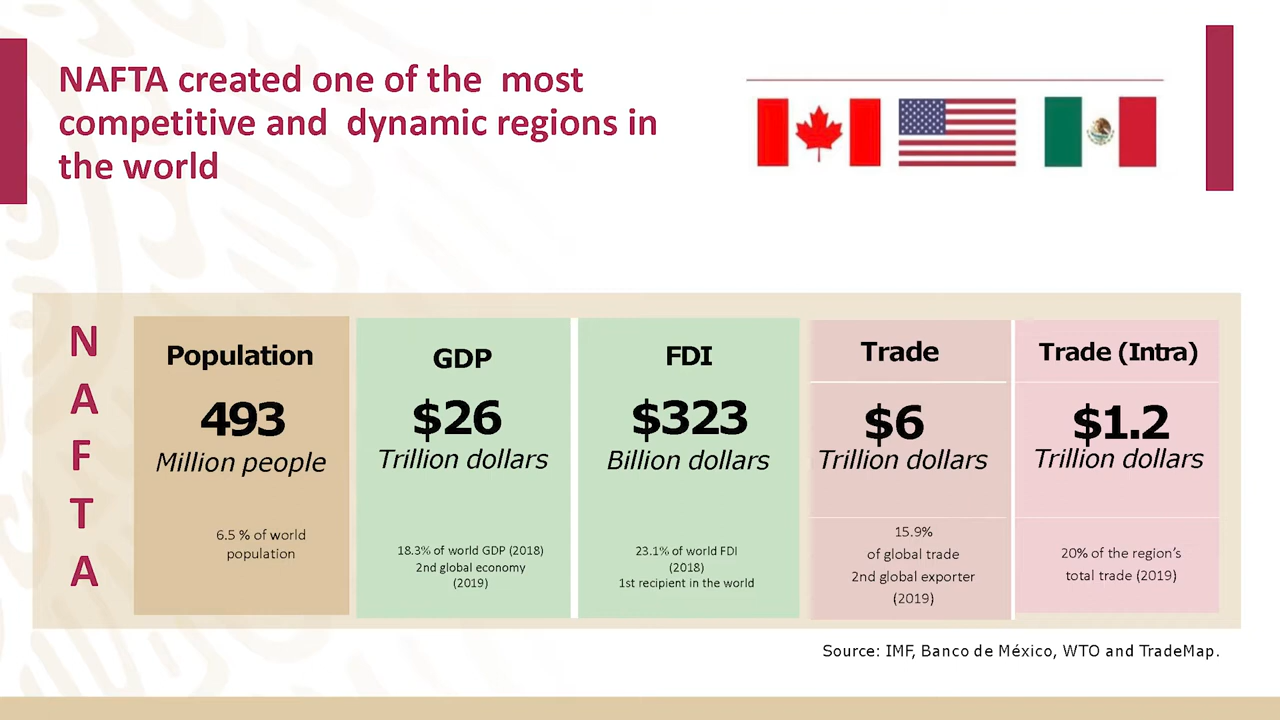 NAFTA created one of the most
competitive and dynamic regions in
the world
N
A
F
T
A
Population
493
Million people
6.5 % of world
population
GDP
$26
Trillion dollars
18.3% of world GDP (2018)
2nd global economy
(2019)
FDI
$323
Billion dollars
23.1% of world FDI
(2018)
1st recipient in the world
Trade
$6
Trillion dollars
15.9%
of global trade
2nd global exporter
(2019)
Trade (Intra)
$1.2
Trillion dollars
20% of the region’s
total trade (2019)
Source: IMF, Banco de México, WTO and TradeMap.